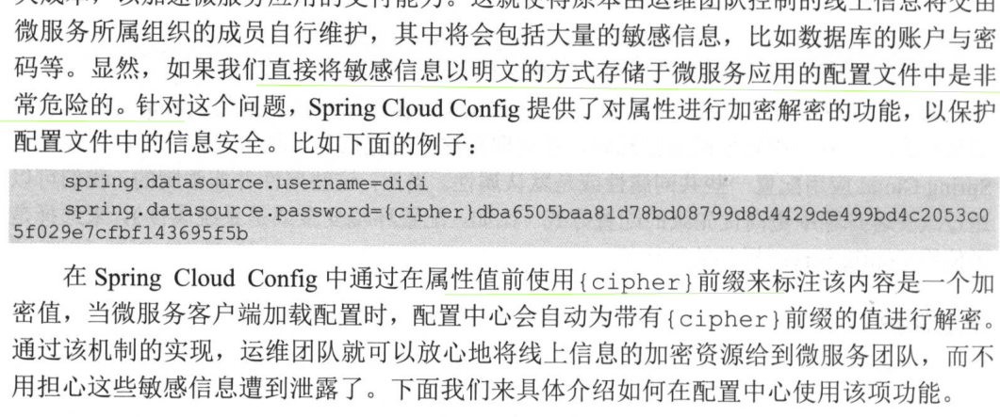 大成本，以加速微服务应用的交付能力。这就使得原本由运维团队控制的线上信息将交由
微服务所属组织的成员自行维护，其中将会包括大量的敏感信息，比如数据库的账户与密
码等。显然，如果我们直接将敏感信息以明文的方式存储于微服务应用的配置文件中是非
常危险的。针对这个问题，Spring Cloud Config 提供了对属性进行加密解密的功能，以保护
配置文件中的信息安全。比如下面的例子：
spring.datasource.username=didi
spring.datasource.password={cipher}dba6505baa81d78bd08799d8d4429de499bd4c2053c0
5f029e7cfbf143695f5b
在 Spring Cloud Config 中通过在属性值前使用{cipher}前缀来标注该内容是一个加
密值，当微服务客户端加载配置时，配置中心会自动为带有{cipher}前缀的值进行解密。
通过该机制的实现，运维团队就可以放心地将线上信息的加密资源给到微服务团队，而不
用担心这些敏感信息遭到泄露了。下面我们来具体介绍如何在配置中心使用该项功能。